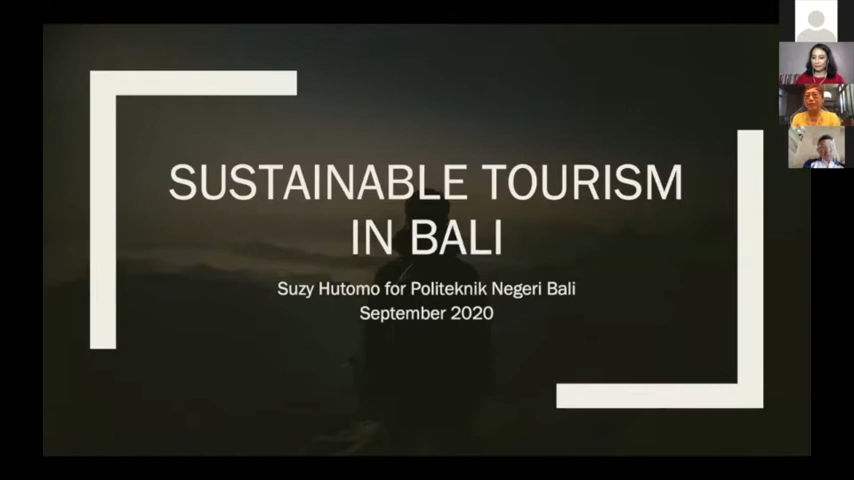 SUSTAINABLE TOURISM
IN BALI
Suzy Hutomo for Politeknik Negeri Bali
September 2020